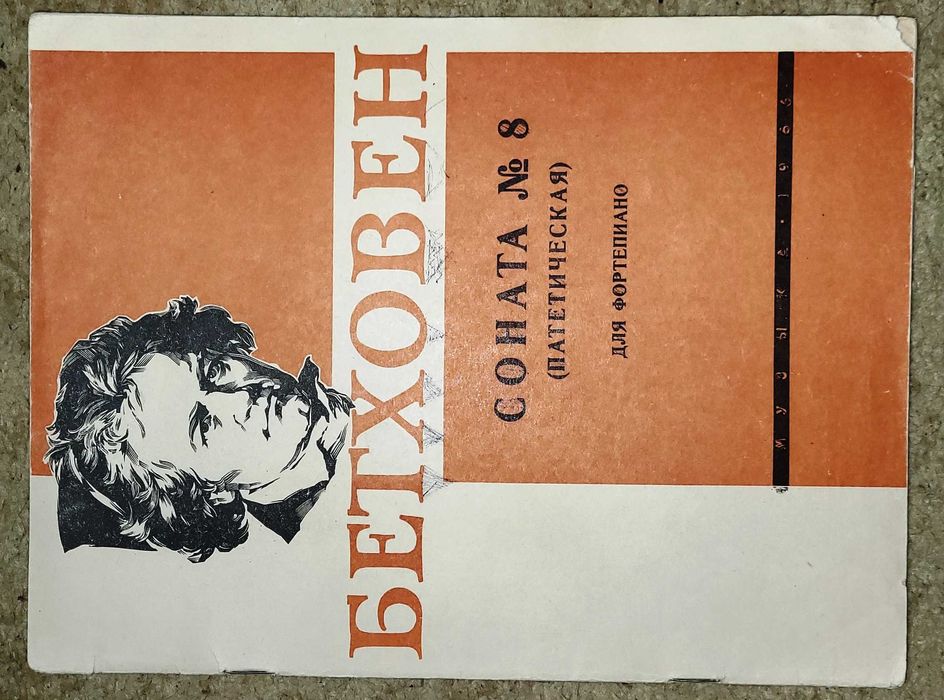 БЕТХОВЕН
СОНАТА № 8
(ПАТЕТИЧЕСКАЯ)
ДЛЯ ФОРТЕПИАНО
МУЗЫКА·1966